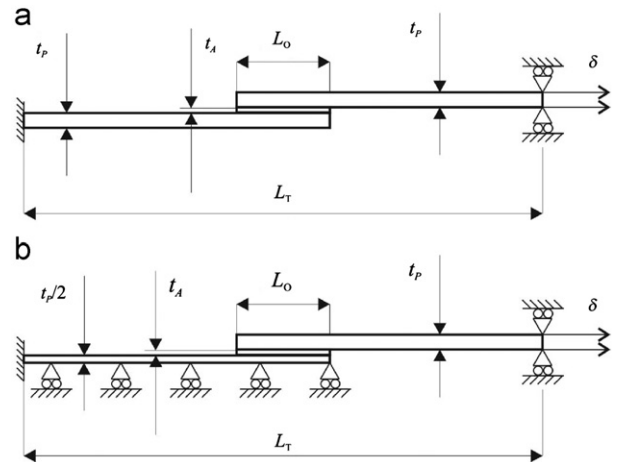 a
t_P t_A L_O t_P δ
L_T
b
t_P/2 t_A L_O t_P δ
L_T